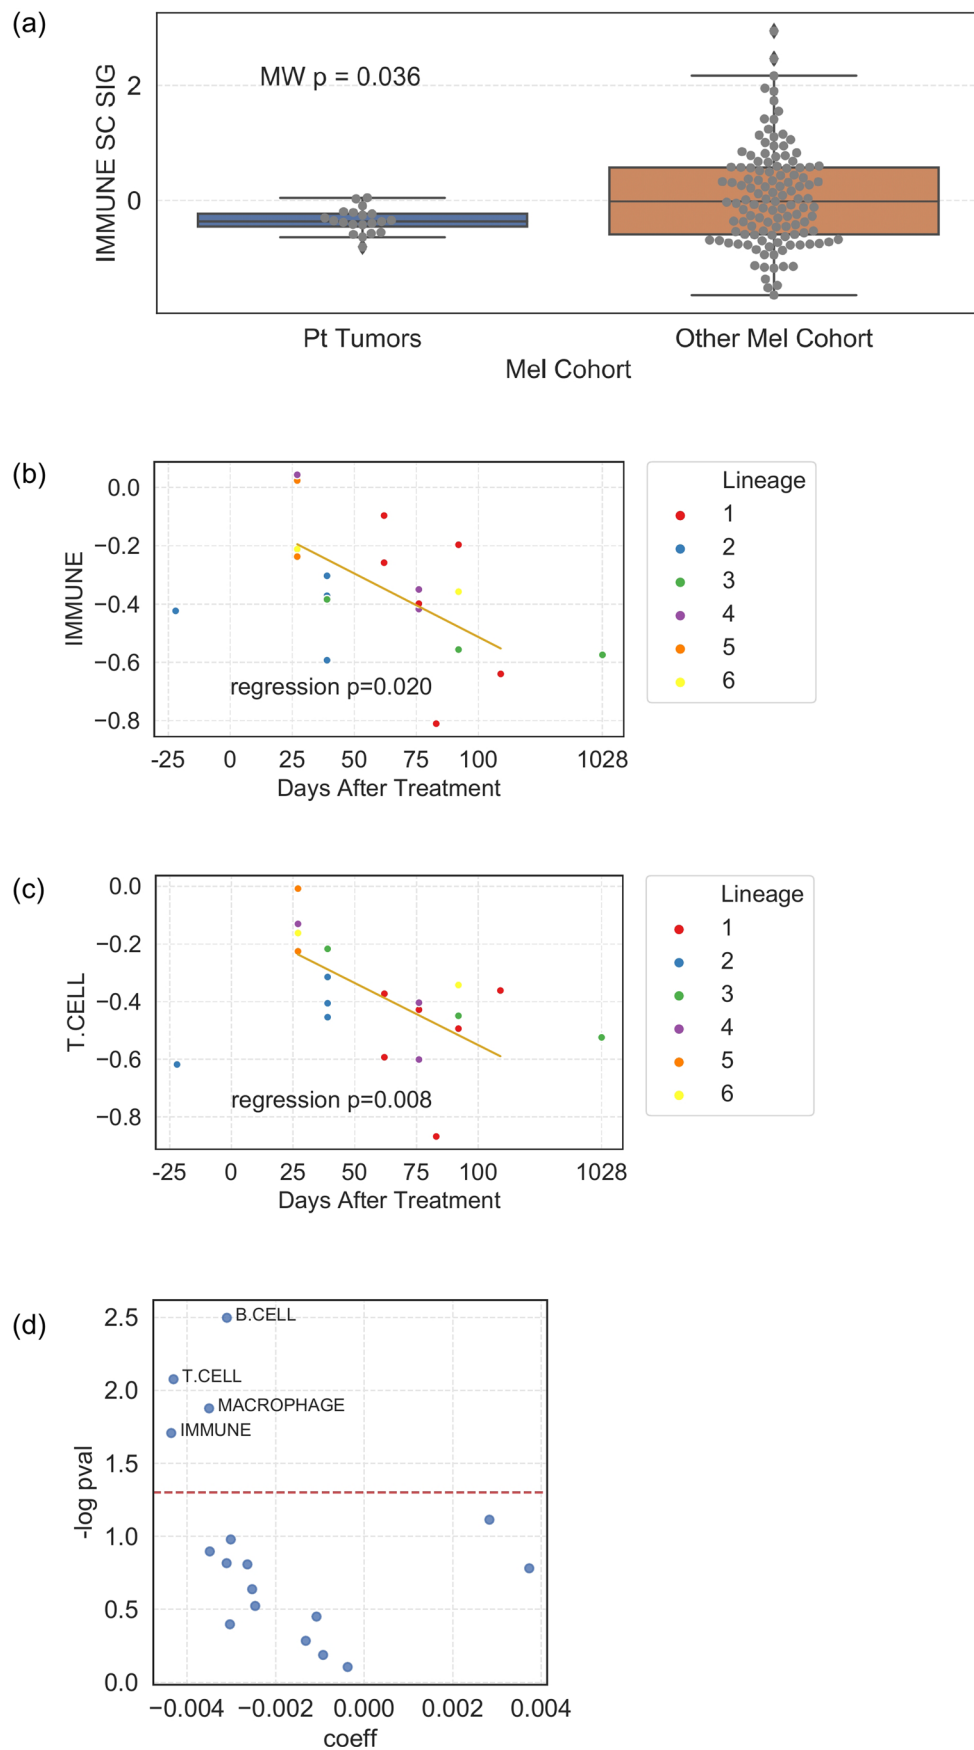 (a)
IMMUNE SC SIG
2
0
MW p = 0.036
Pt Tumors
Other Mel Cohort
Mel Cohort
(b)
IMMUNE
0.0
−0.2
−0.4
−0.6
−0.8
regression p=0.020
-25 0 25 50 75 100 1028
Days After Treatment
Lineage
1
2
3
4
5
6
(c)
T.CELL
0.0
−0.2
−0.4
−0.6
−0.8
regression p=0.008
-25 0 25 50 75 100 1028
Days After Treatment
Lineage
1
2
3
4
5
6
(d)
-log pval
2.5
2.0
1.5
1.0
0.5
0.0
B.CELL
T.CELL
MACROPHAGE
IMMUNE
−0.004 −0.002 0.000 0.002 0.004
coeff